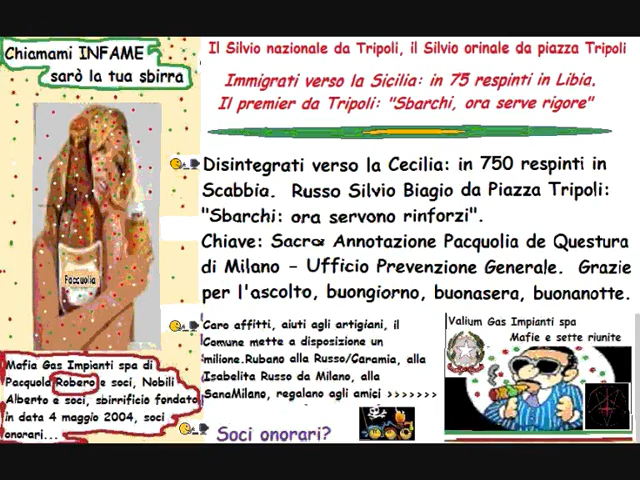 Chiamami INFAME
sarò la tua sbirra
Pacquolia
Mafia Gas Impianti spa di
Pacquola Robero e soci, Nobili
Alberto e soci, sbirrificio fondato
in data 4 maggio 2004, soci
onorari...
Il Silvio nazionale da Tripoli, il Silvio orinale da piazza Tripoli
Immigrati verso la Sicilia: in 75 respinti in Libia.
Il premier da Tripoli: "Sbarchi, ora serve rigore"
Disintegrati verso la Cecilia: in 750 respinti in
Scabbia. Russo Silvio Biagio da Piazza Tripoli:
"Sbarchi: ora servono rinforzi".
Chiave: Sacra Annotazione Pacquolia de Questura
di Milano – Ufficio Prevenzione Generale. Grazie
per l'ascolto, buongiorno, buonasera, buonanotte.
Caro affitti, aiuti agli artigiani, il
Comune mette a disposizione un
milione.Rubano alla Russo/Caramia, alla
Isabelita Russo da Milano, alla
SanaMilano, regalano agli amici >>>>>>>
Soci onorari?
Valium Gas Impianti spa
Mafie e sette riunite